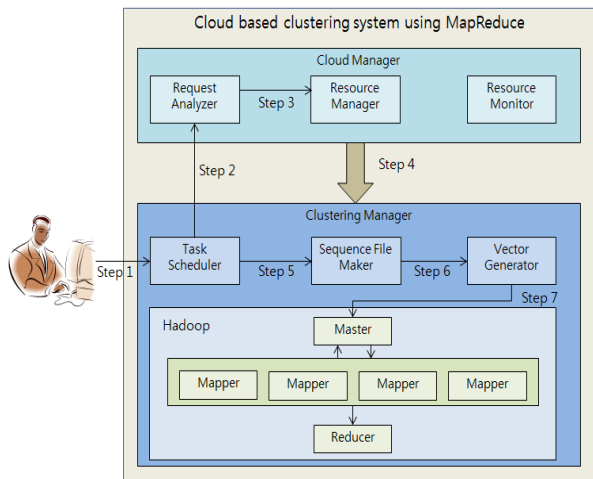 Cloud based clustering system using MapReduce
Cloud Manager
Request
Analyzer
Step 3
Resource
Manager
Resource
Monitor
Step 2
Step 4
Clustering Manager
Step 1
Task
Scheduler
Step 5
Sequence File
Maker
Step 6
Vector
Generator
Step 7
Hadoop
Master
Mapper
Mapper
Mapper
Mapper
Reducer